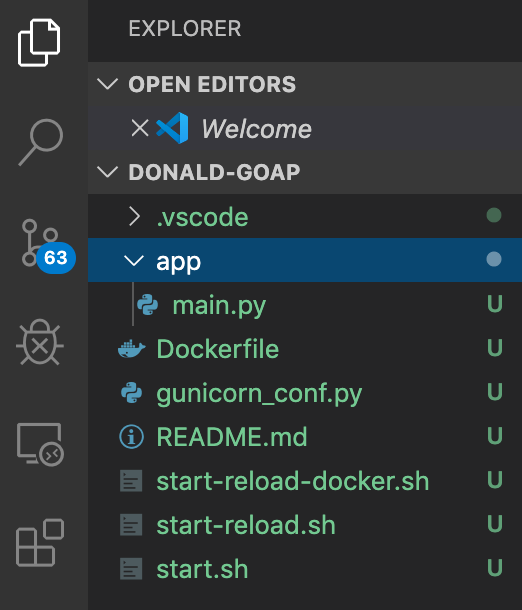 EXPLORER
OPEN EDITORS
Welcome
DONALD-GOAP
.vscode
63
app
main.py U
Dockerfile U
gunicorn_conf.py U
README.md U
start-reload-docker.sh U
start-reload.sh U
start.sh U